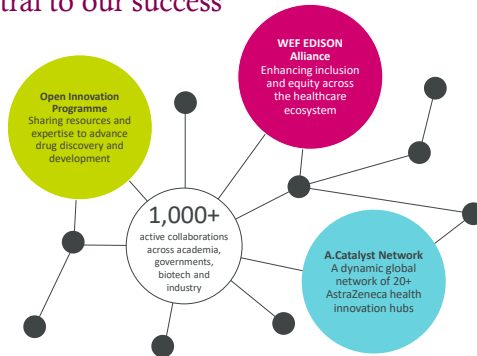 tral to our success
WEF EDISON
Alliance
Enhancing inclusion
and equity across
the healthcare
ecosystem
Open Innovation
Programme
Sharing resources and
expertise to advance
drug discovery and
development
1,000+
active collaborations
across academia,
governments,
biotech and
industry
A.Catalyst Network
A dynamic global
network of 20+
AstraZeneca health
innovation hubs